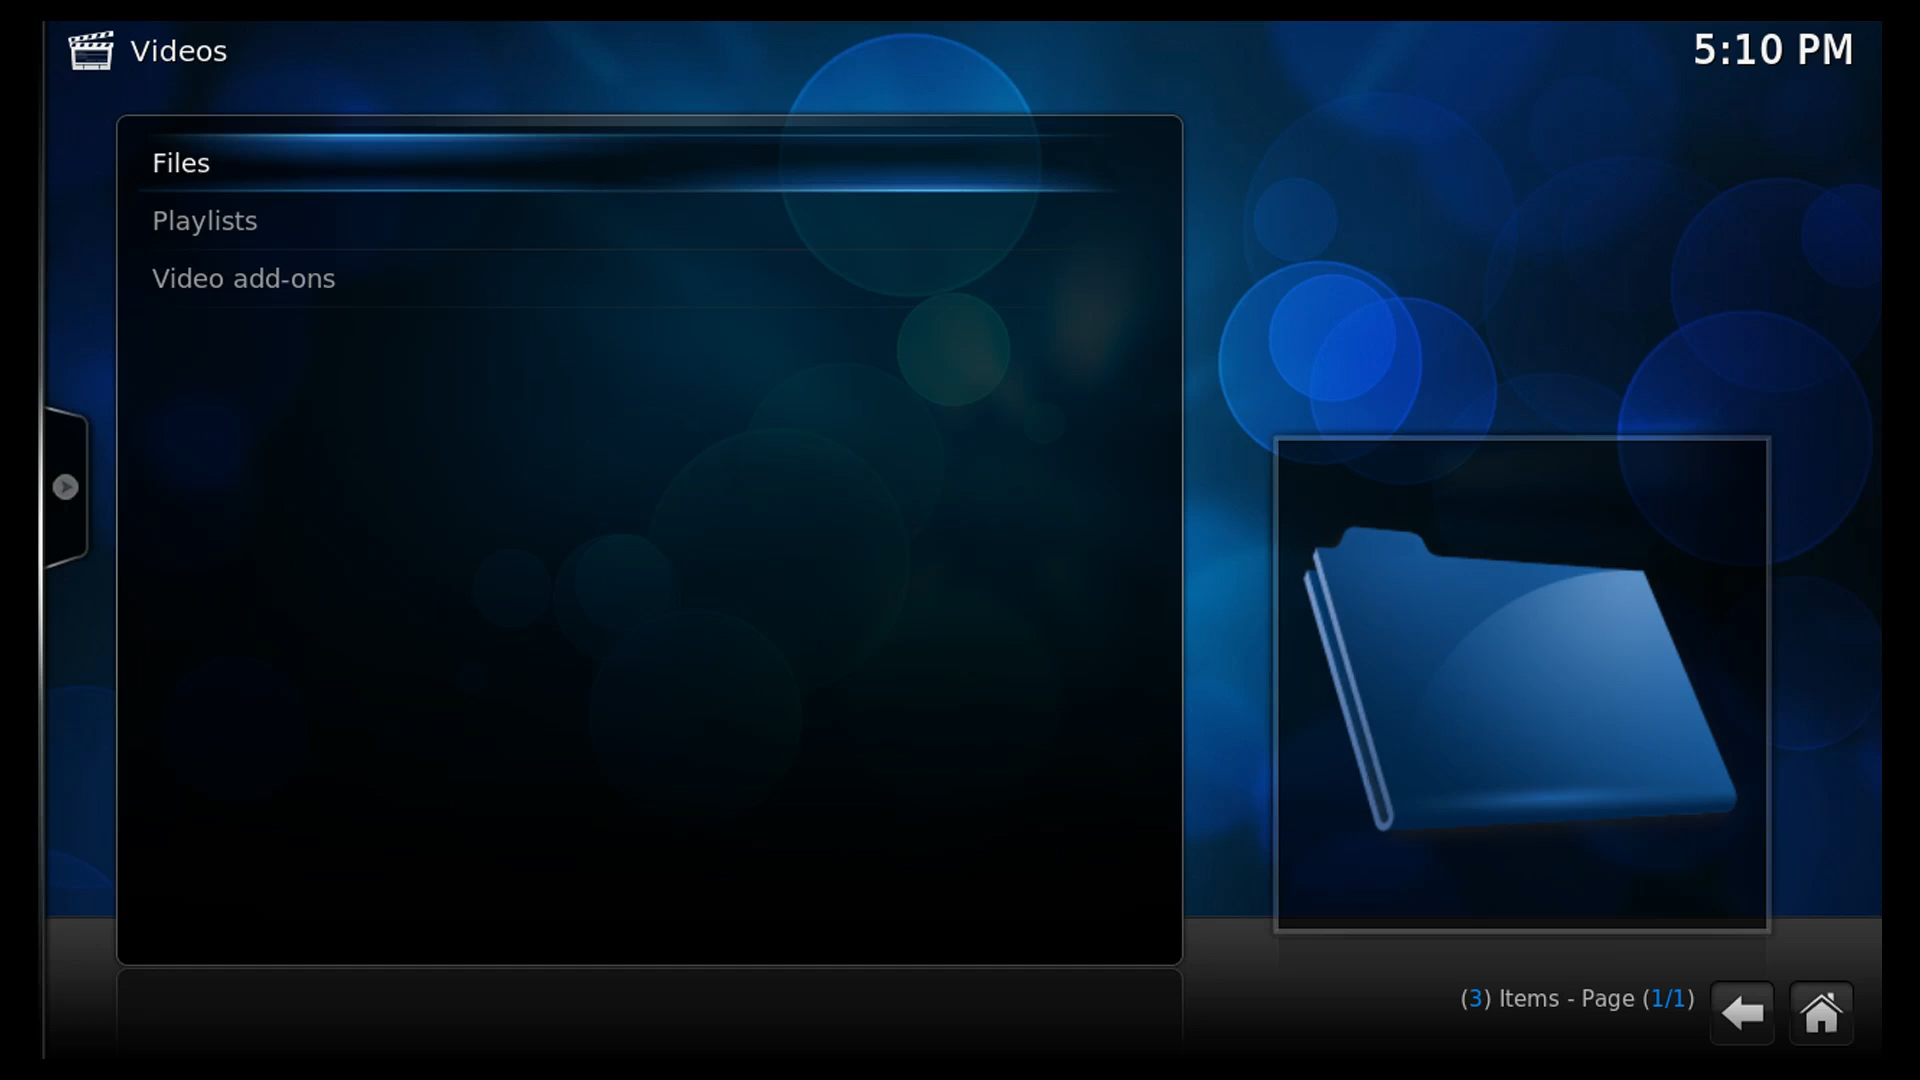 Videos
5:10 PM
Files
Playlists
Video add-ons
(3) Items - Page (1/1)